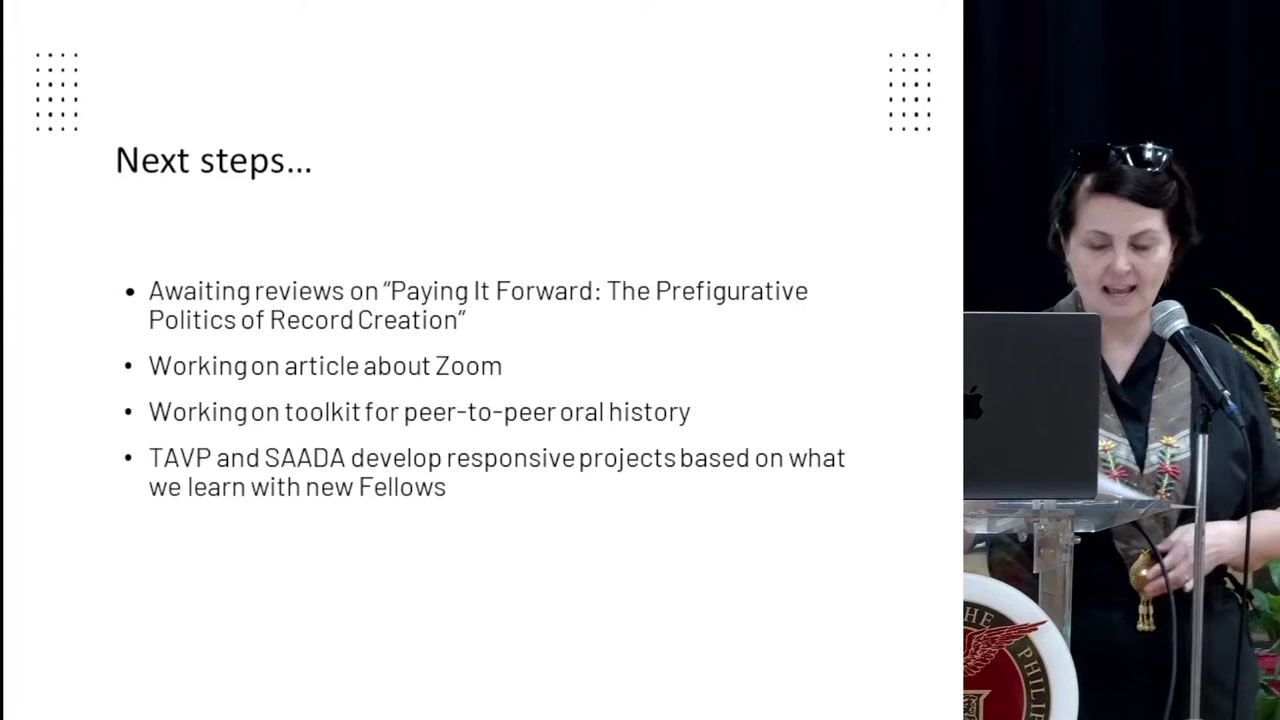 Next steps...
Awaiting reviews on “Paying It Forward: The Prefigurative
Politics of Record Creation”
Working on article about Zoom
Working on toolkit for peer-to-peer oral history
TAVP and SAADA develop responsive projects based on what
we learn with new Fellows